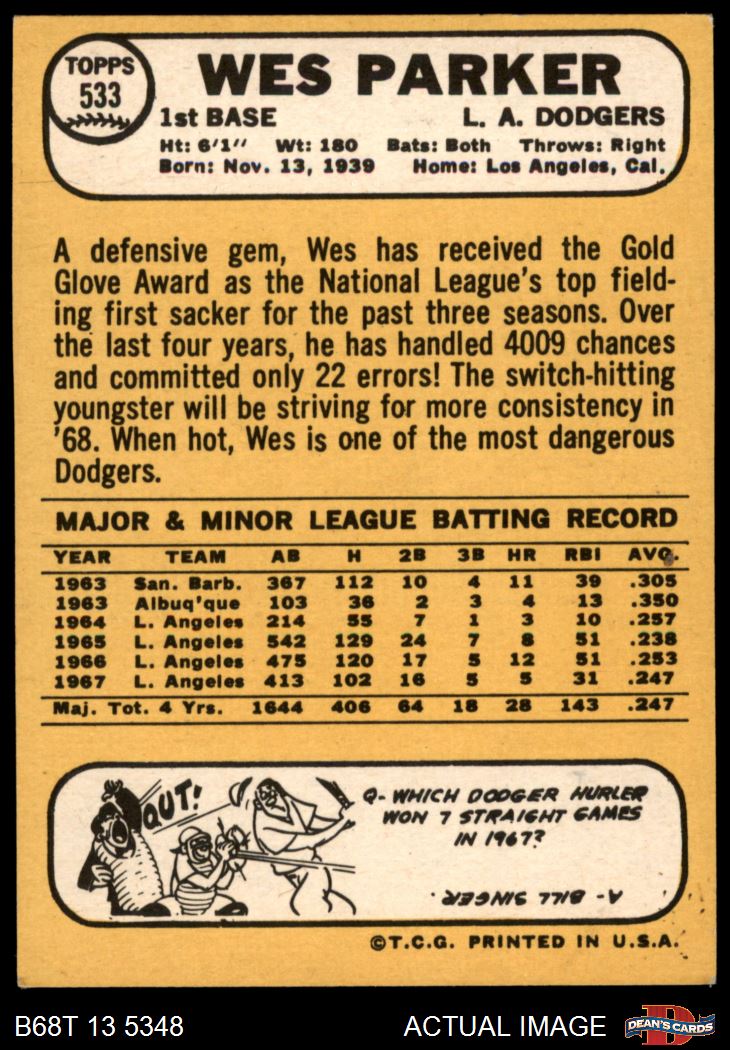 TOPPS
533
WES PARKER
1st BASE L. A. DODGERS
Ht: 6'1" Wt: 180 Bats: Both Throws: Right
Born: Nov. 13, 1939 Home: Los Angeles, Cal.
A defensive gem, Wes has received the Gold
Glove Award as the National League's top field-
ing first sacker for the past three seasons. Over
the last four years, he has handled 4009 chances
and committed only 22 errors! The switch-hitting
youngster will be striving for more consistency in
'68. When hot, Wes is one of the most dangerous
Dodgers.
MAJOR & MINOR LEAGUE BATTING RECORD
YEAR TEAM AB H 2B 3B HR RBI AVG.
1963 San. Barb. 367 112 10 4 11 39 .305
1963 Albuq'que 103 36 2 3 4 13 .350
1964 L. Angeles 214 55 7 1 3 10 .257
1965 L. Angeles 542 129 24 7 8 51 .238
1966 L. Angeles 475 120 17 5 12 51 .253
1967 L. Angeles 413 102 16 5 5 31 .247
Maj. Tot. 4 Yrs. 1644 406 64 18 28 143 .247
OUT!
Q- WHICH DODGER HURLER
WON 7 STRAIGHT GAMES
IN 1967?
A- BILL SINGER.
©T.C.G. PRINTED IN U.S.A.
B68T 13 5348 ACTUAL IMAGE D DEAN'S CARDS